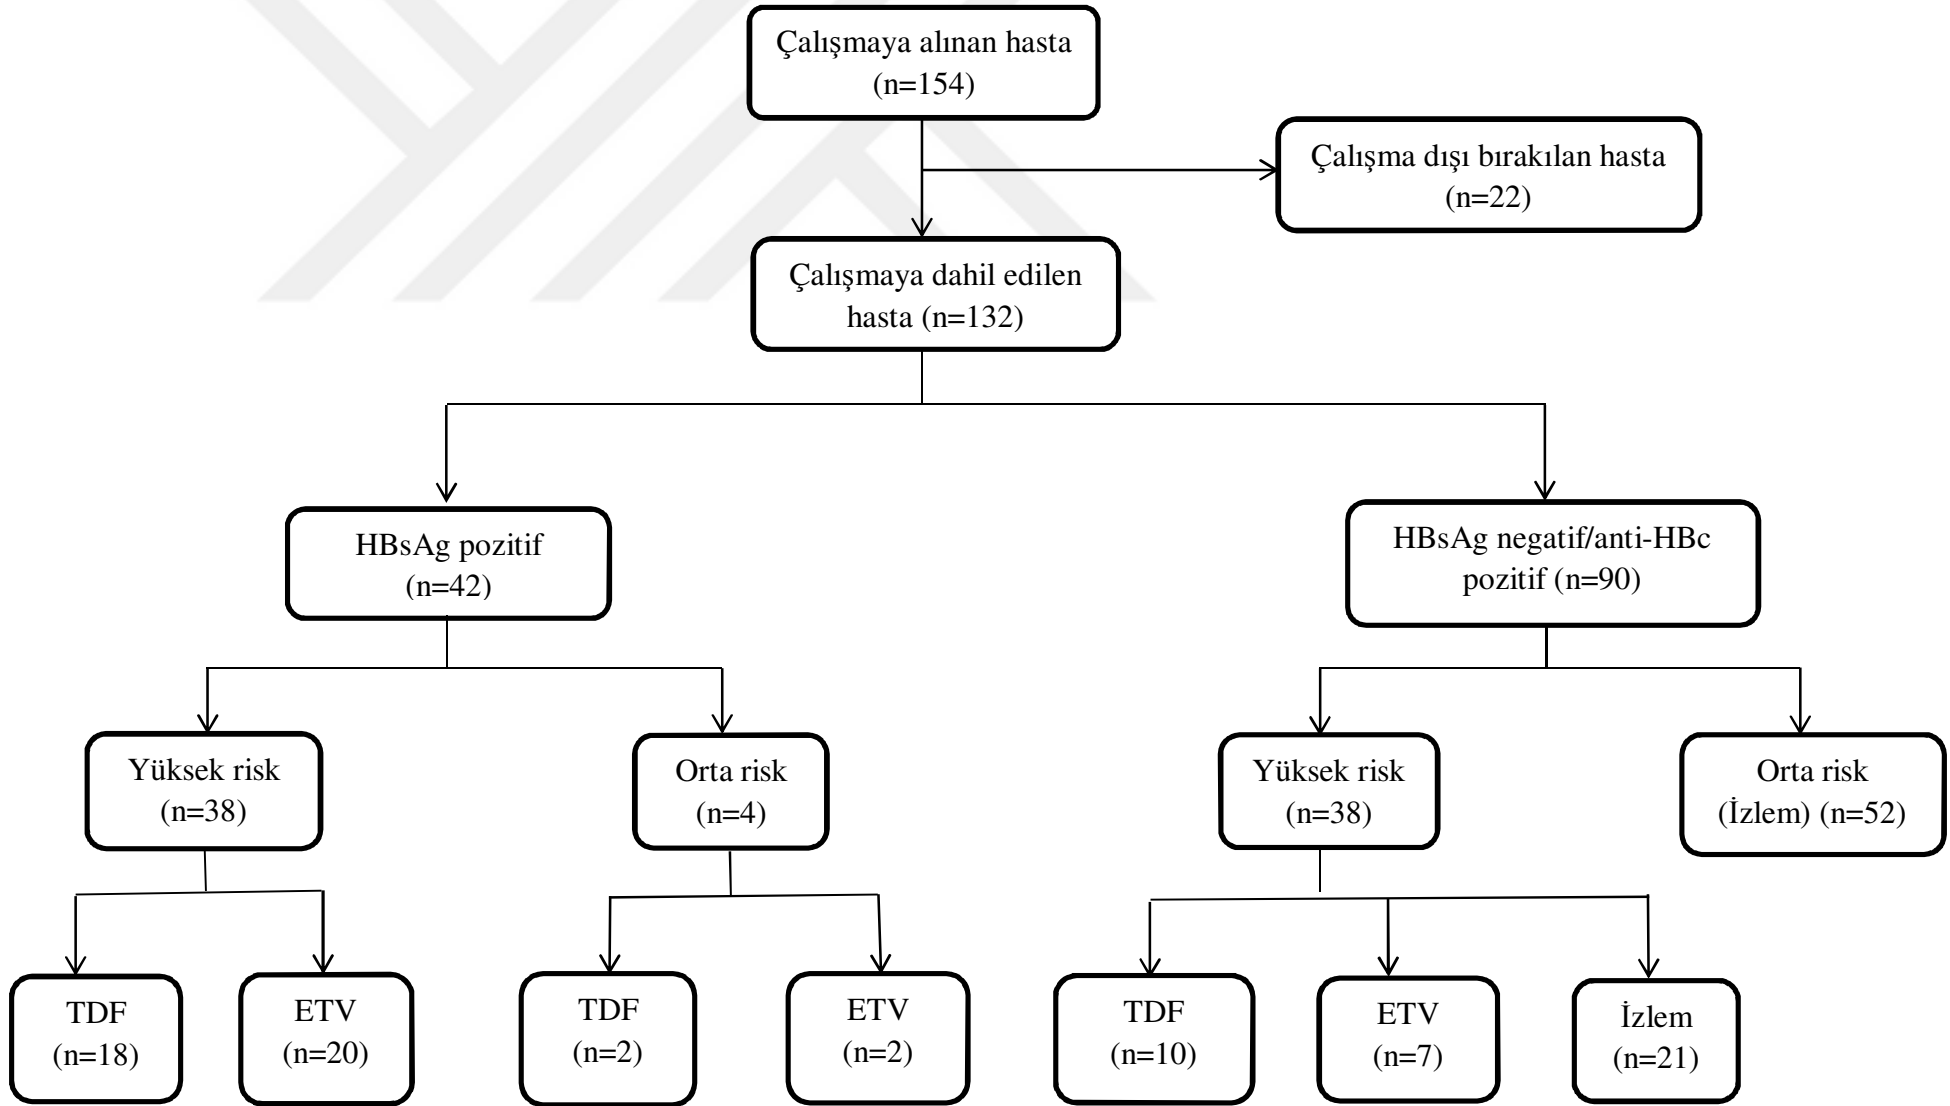 Çalışmaya alınan hasta
(n=154)
Çalışma dışı bırakılan hasta
(n=22)
Çalışmaya dahil edilen
hasta (n=132)
HBsAg pozitif
(n=42)
HBsAg negatif/anti-HBc
pozitif (n=90)
Yüksek risk
(n=38)
Orta risk
(n=4)
Yüksek risk
(n=38)
Orta risk
(İzlem) (n=52)
TDF
(n=18)
ETV
(n=20)
TDF
(n=2)
ETV
(n=2)
TDF
(n=10)
ETV
(n=7)
İzlem
(n=21)